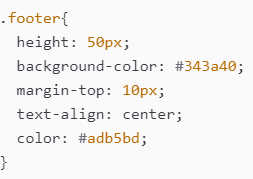 .footer{
  height: 50px;
  background-color: #343a40;
  margin-top: 10px;
  text-align: center;
  color: #adb5bd;
}